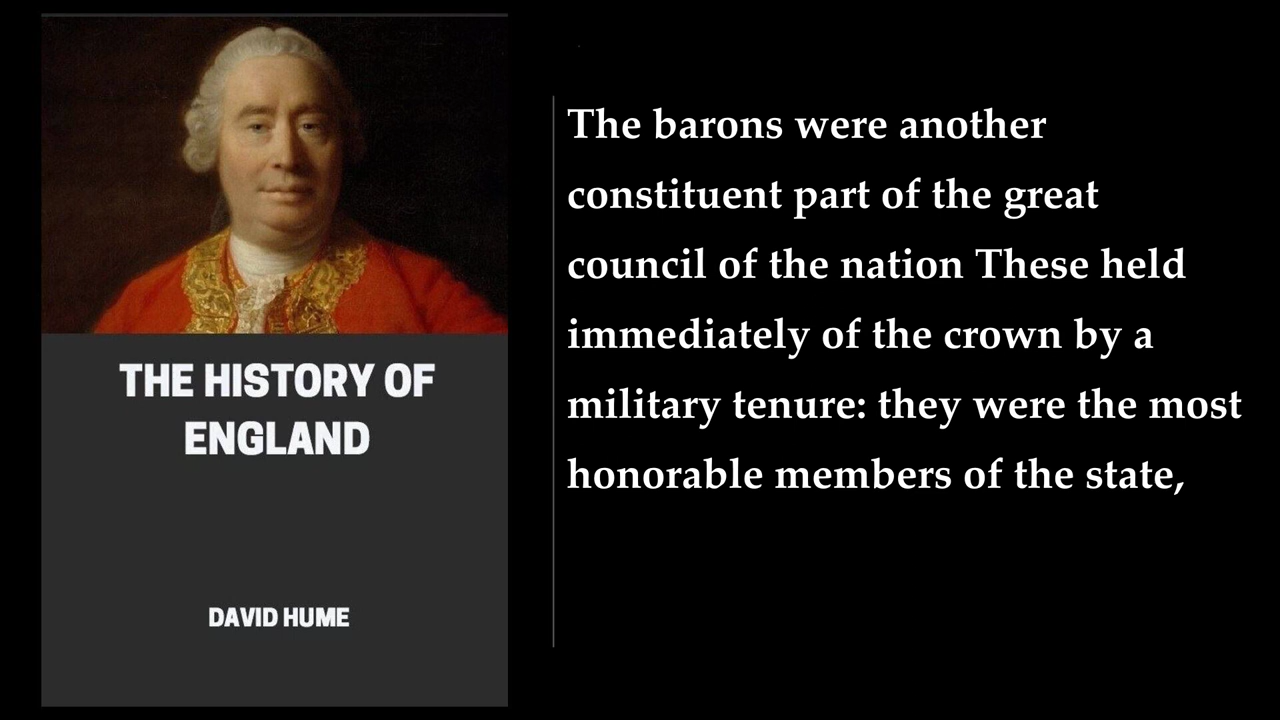 THE HISTORY OF
ENGLAND
DAVID HUME
The barons were another
constituent part of the great
council of the nation These held
immediately of the crown by a
military tenure: they were the most
honorable members of the state,